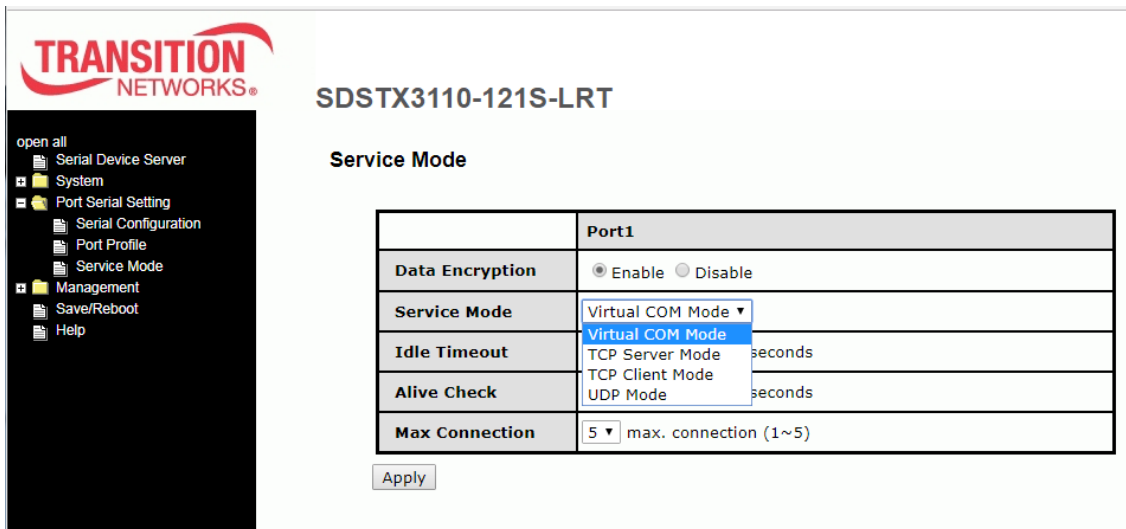 TRANSITION
NETWORKS®
SDSTX3110-121S-LRT
open all
Serial Device Server
System
Port Serial Setting
Serial Configuration
Port Profile
Service Mode
Management
Save/Reboot
Help
Service Mode
Port1
Data Encryption Enable Disable
Service Mode Virtual COM Mode
Virtual COM Mode
TCP Server Mode
TCP Client Mode
UDP Mode
Idle Timeout seconds
Alive Check seconds
Max Connection 5 max. connection (1~5)
Apply